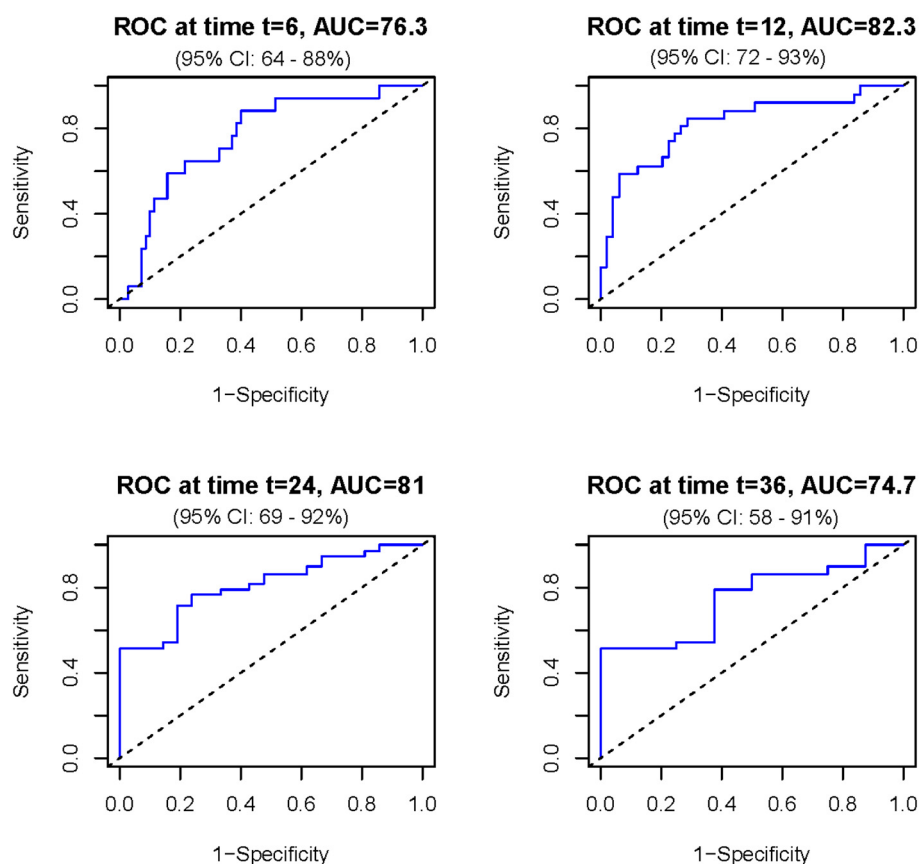 ROC at time t=6, AUC=76.3
(95% CI: 64 - 88%)
Sensitivity
0.0 0.4 0.8
0.0 0.2 0.4 0.6 0.8 1.0
1−Specificity
ROC at time t=12, AUC=82.3
(95% CI: 72 - 93%)
Sensitivity
0.0 0.4 0.8
0.0 0.2 0.4 0.6 0.8 1.0
1−Specificity
ROC at time t=24, AUC=81
(95% CI: 69 - 92%)
Sensitivity
0.0 0.4 0.8
0.0 0.2 0.4 0.6 0.8 1.0
1−Specificity
ROC at time t=36, AUC=74.7
(95% CI: 58 - 91%)
Sensitivity
0.0 0.4 0.8
0.0 0.2 0.4 0.6 0.8 1.0
1−Specificity